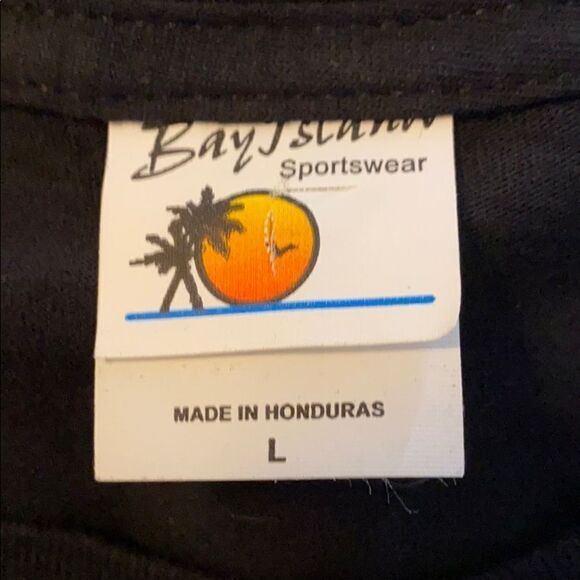 Bay Island
Sportswear
MADE IN HONDURAS
L